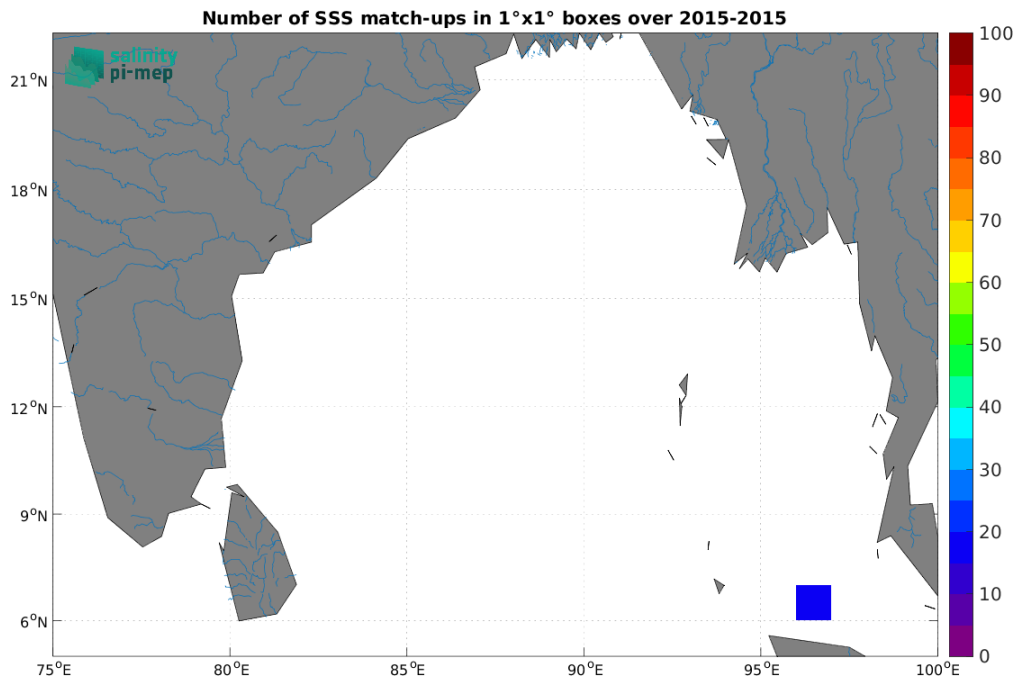 Number of SSS match-ups in 1°x1° boxes over 2015-2015
salinity
pi-mep
21°N
18°N
15°N
12°N
9°N
6°N
75°E
80°E
85°E
90°E
95°E
100°E
100
90
80
70
60
50
40
30
20
10
0